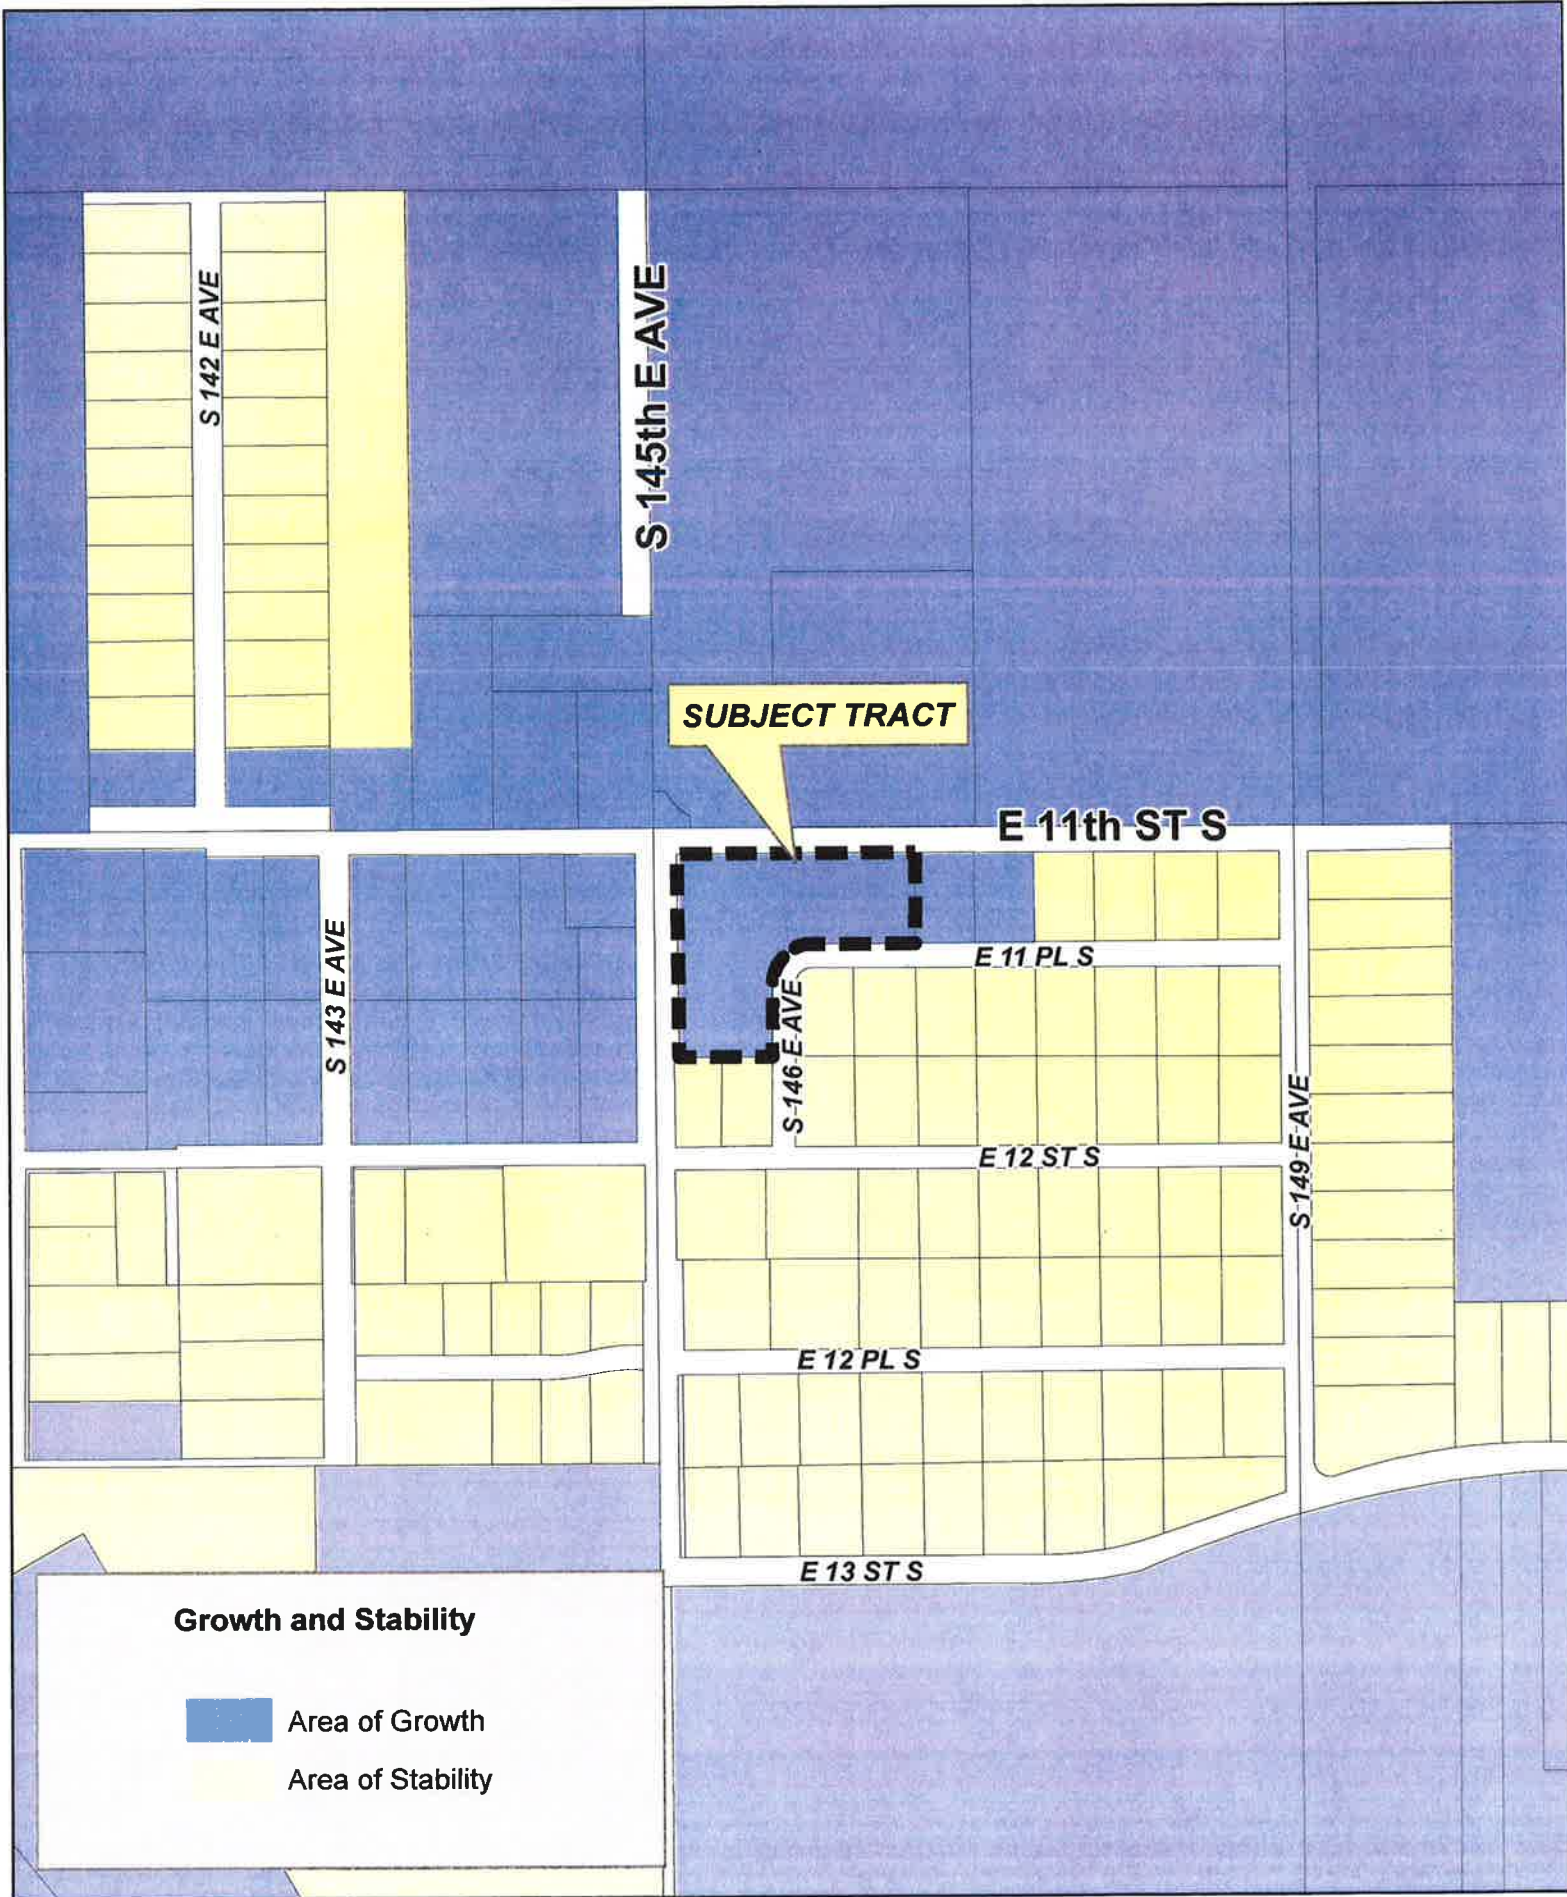 S 142 E AVE
S 145th E AVE
SUBJECT TRACT
E 11th ST S
S 143 E AVE
E 11 PL S
S 146 E AVE
E 12 ST S
S 149 E AVE
E 12 PL S
E 13 ST S
Growth and Stability
Area of Growth
Area of Stability